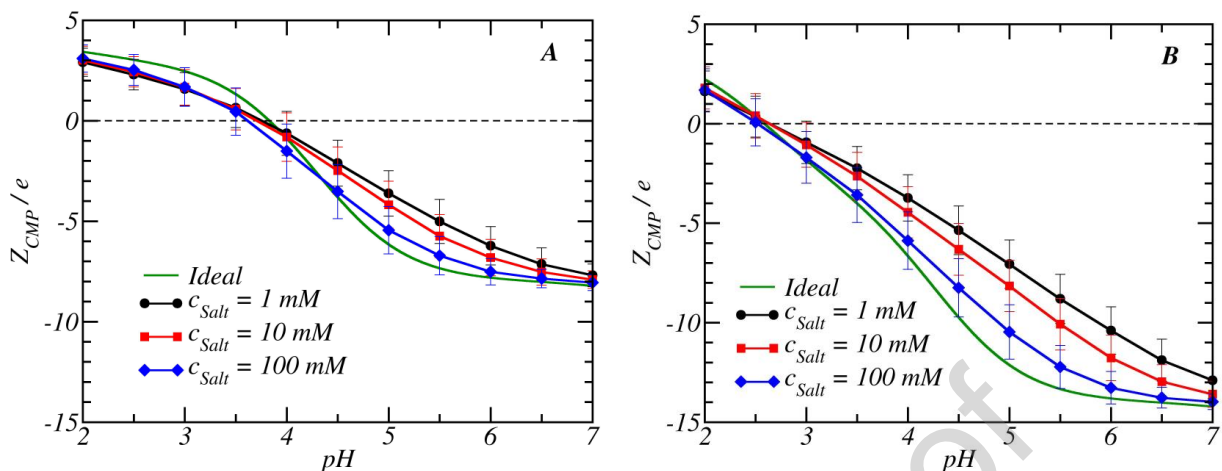 5
0
-5
-10
-15
2
3
4
5
6
7
Z_CMP / e
pH
A
Ideal
c_Salt = 1 mM
c_Salt = 10 mM
c_Salt = 100 mM
5
0
-5
-10
-15
2
3
4
5
6
7
Z_CMP / e
pH
B
Ideal
c_Salt = 1 mM
c_Salt = 10 mM
c_Salt = 100 mM
of